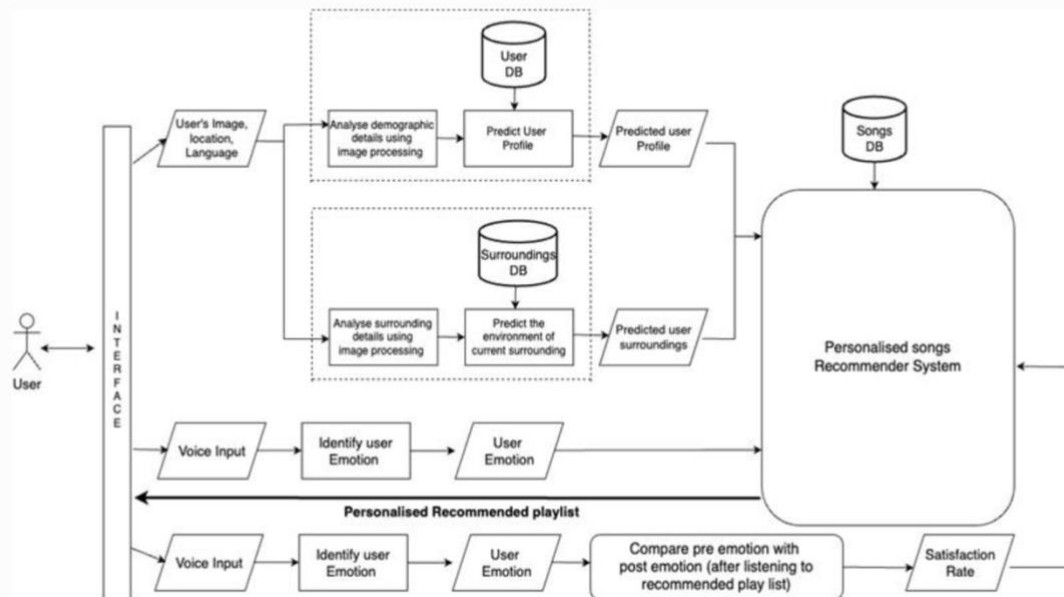 User
DB
User's Image,
location,
Language
Analyse demographic
details using
image processing
Predict User
Profile
Predicted user
Profile
Songs
DB
Surroundings
DB
Analyse surrounding
details using
image processing
Predict the
environment of
current surrounding
Predicted user
surroundings
Personalised songs
Recommender System
User
INTERFACE
Voice Input
Identify user
Emotion
User
Emotion
Personalised Recommended playlist
Voice Input
Identify user
Emotion
User
Emotion
Compare pre emotion with
post emotion (after listening to
recommended play list)
Satisfaction
Rate